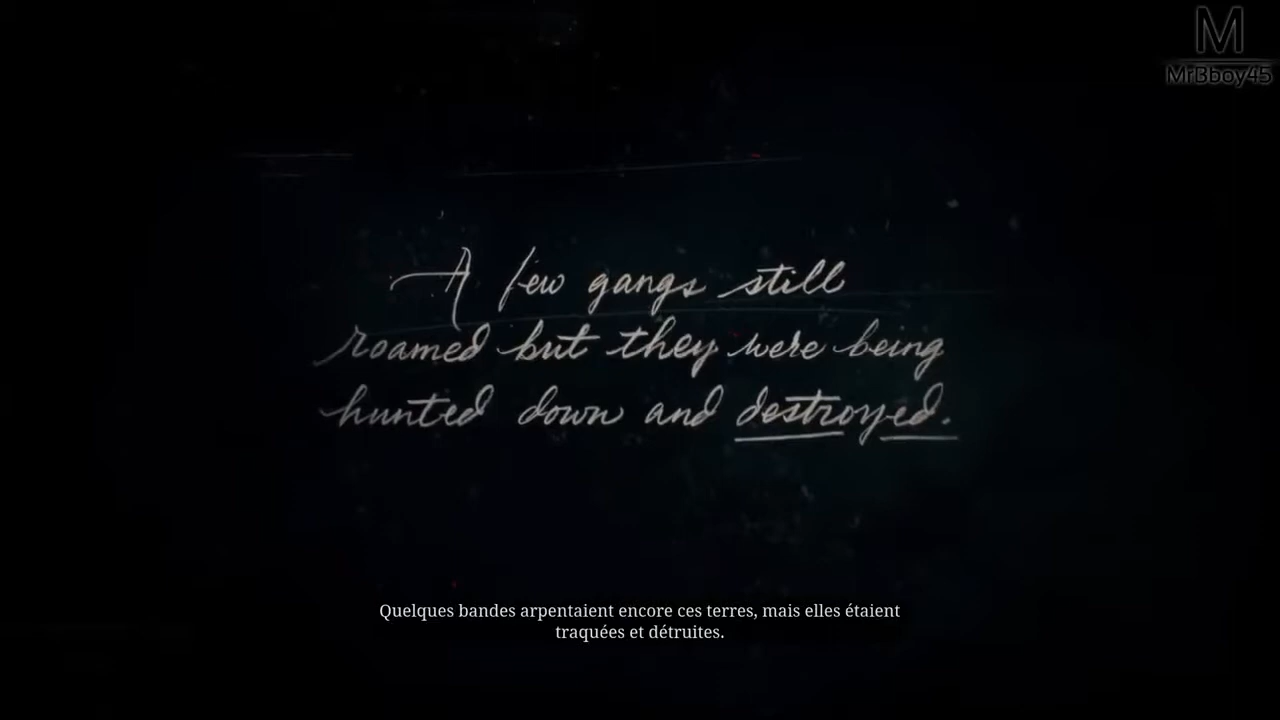 M
MrBboy45
A few gangs still
roamed but they were being
hunted down and destroyed.
Quelques bandes arpentaient encore ces terres, mais elles étaient
traquées et détruites.